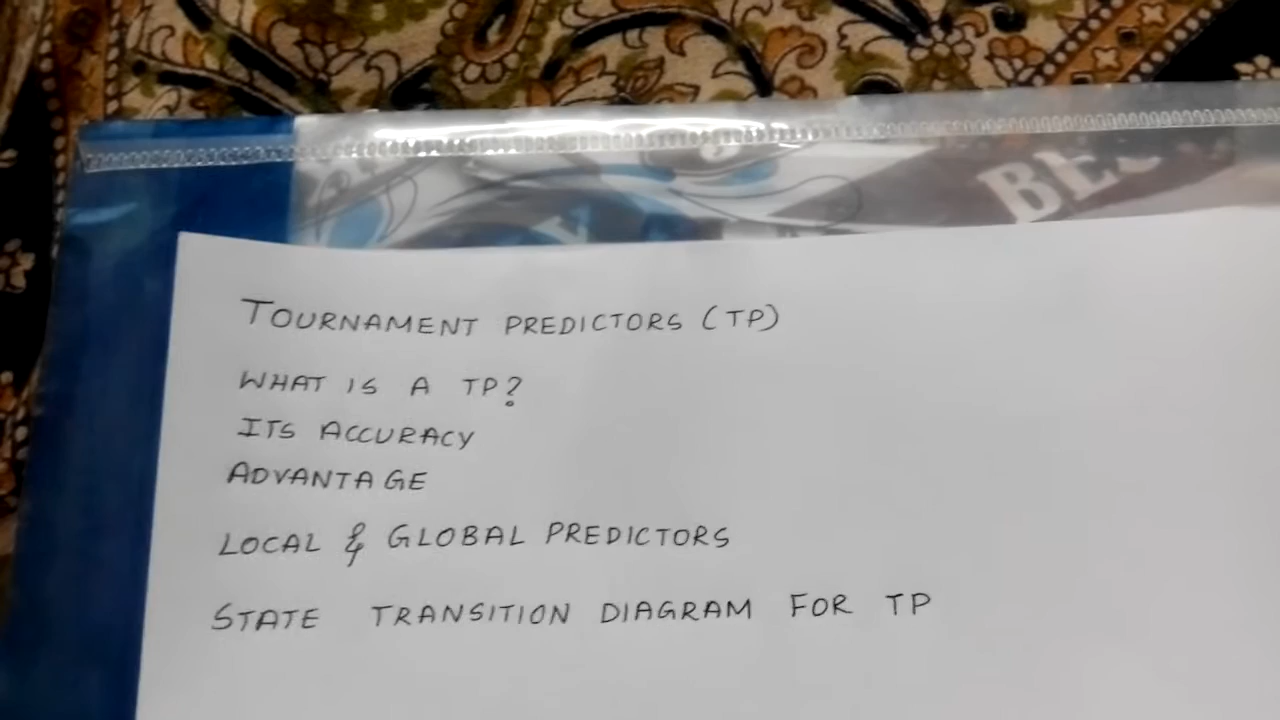 TOURNAMENT PREDICTORS (TP)
WHAT IS A TP?
ITS ACCURACY
ADVANTAGE
LOCAL & GLOBAL PREDICTORS
STATE TRANSITION DIAGRAM FOR TP